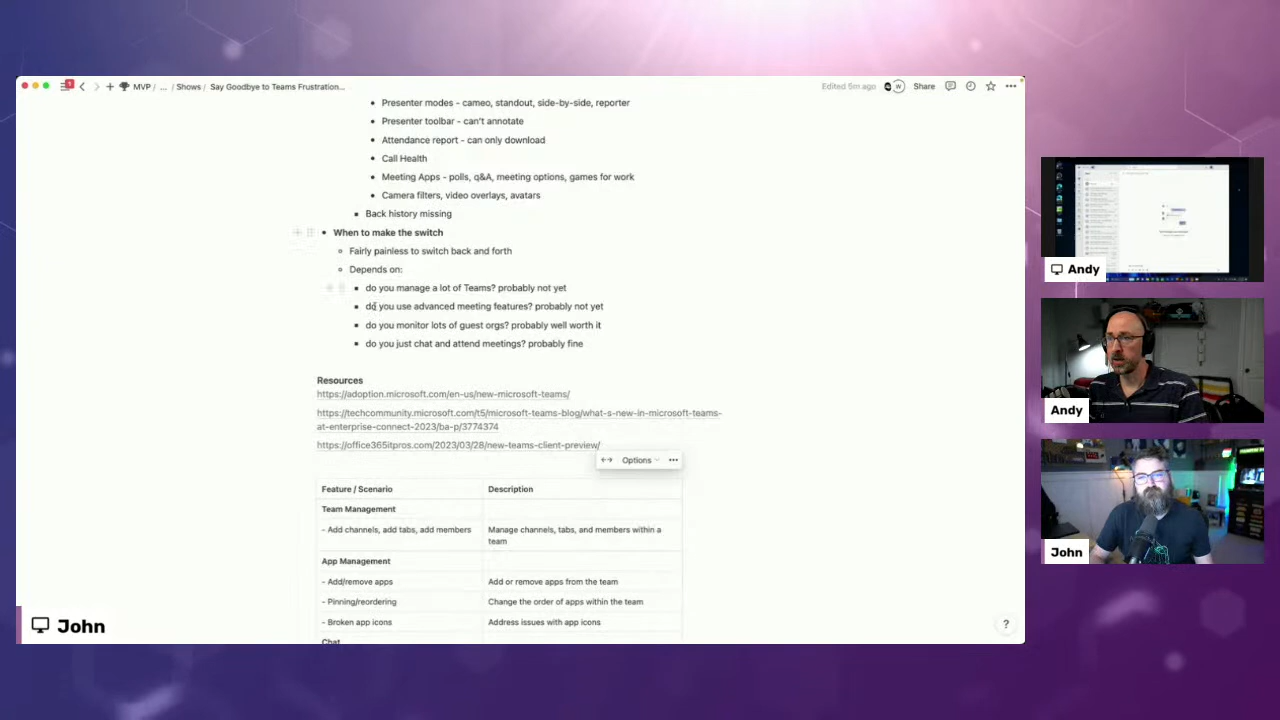 MVP / ... / Shows / Say Goodbye to Teams Frustration...
Edited 5m ago
Share
• Presenter modes - cameo, standout, side-by-side, reporter
• Presenter toolbar - can't annotate
• Attendance report - can only download
• Call Health
• Meeting Apps - polls, q&A, meeting options, games for work
• Camera filters, video overlays, avatars
▪ Back history missing
• When to make the switch
◦ Fairly painless to switch back and forth
◦ Depends on:
▪ do you manage a lot of Teams? probably not yet
▪ do you use advanced meeting features? probably not yet
▪ do you monitor lots of guest orgs? probably well worth it
▪ do you just chat and attend meetings? probably fine
Resources
https://adoption.microsoft.com/en-us/new-microsoft-teams/
https://techcommunity.microsoft.com/t5/microsoft-teams-blog/what-s-new-in-microsoft-teams-
at-enterprise-connect-2023/ba-p/3774374
https://office365itpros.com/2023/03/28/new-teams-client-preview/
Options
Feature / Scenario Description
Team Management
- Add channels, add tabs, add members Manage channels, tabs, and members within a
team
App Management
- Add/remove apps Add or remove apps from the team
- Pinning/reordering Change the order of apps within the team
- Broken app icons Address issues with app icons
Chat
?
John
Andy
Andy
John